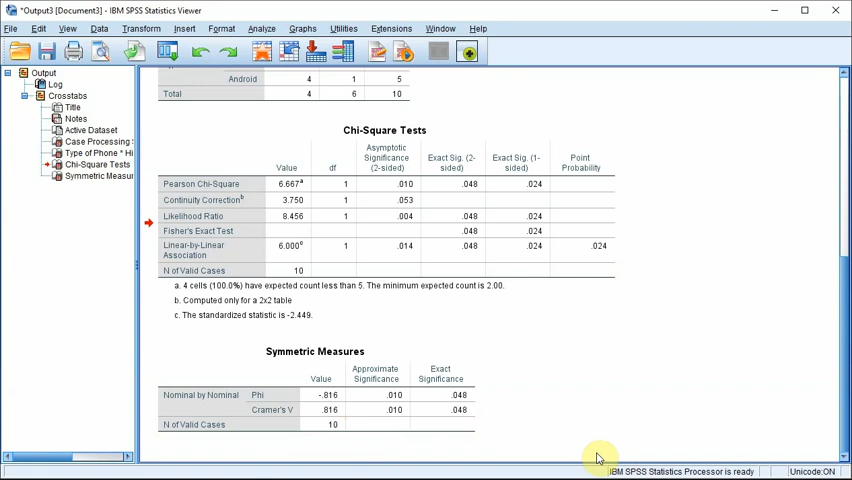 *Output3 [Document3] - IBM SPSS Statistics Viewer
File Edit View Data Transform Insert Format Analyze Graphs Utilities Extensions Window Help
Output
Log
Crosstabs
Title
Notes
Active Dataset
Case Processing
Type of Phone * Hi
Chi-Square Tests
Symmetric Measur
Android 4 1 5
Total 4 6 10
Chi-Square Tests
Value df Asymptotic Significance (2-sided) Exact Sig. (2-sided) Exact Sig. (1-sided) Point Probability
Pearson Chi-Square 6.667a 1 .010 .048 .024
Continuity Correctionb 3.750 1 .053
Likelihood Ratio 8.456 1 .004 .048 .024
Fisher's Exact Test .048 .024
Linear-by-Linear Association 6.000c 1 .014 .048 .024 .024
N of Valid Cases 10
a. 4 cells (100.0%) have expected count less than 5. The minimum expected count is 2.00.
b. Computed only for a 2x2 table
c. The standardized statistic is -2.449.
Symmetric Measures
Value Approximate Significance Exact Significance
Nominal by Nominal Phi -.816 .010 .048
Cramer's V .816 .010 .048
N of Valid Cases 10
IBM SPSS Statistics Processor is ready Unicode:ON